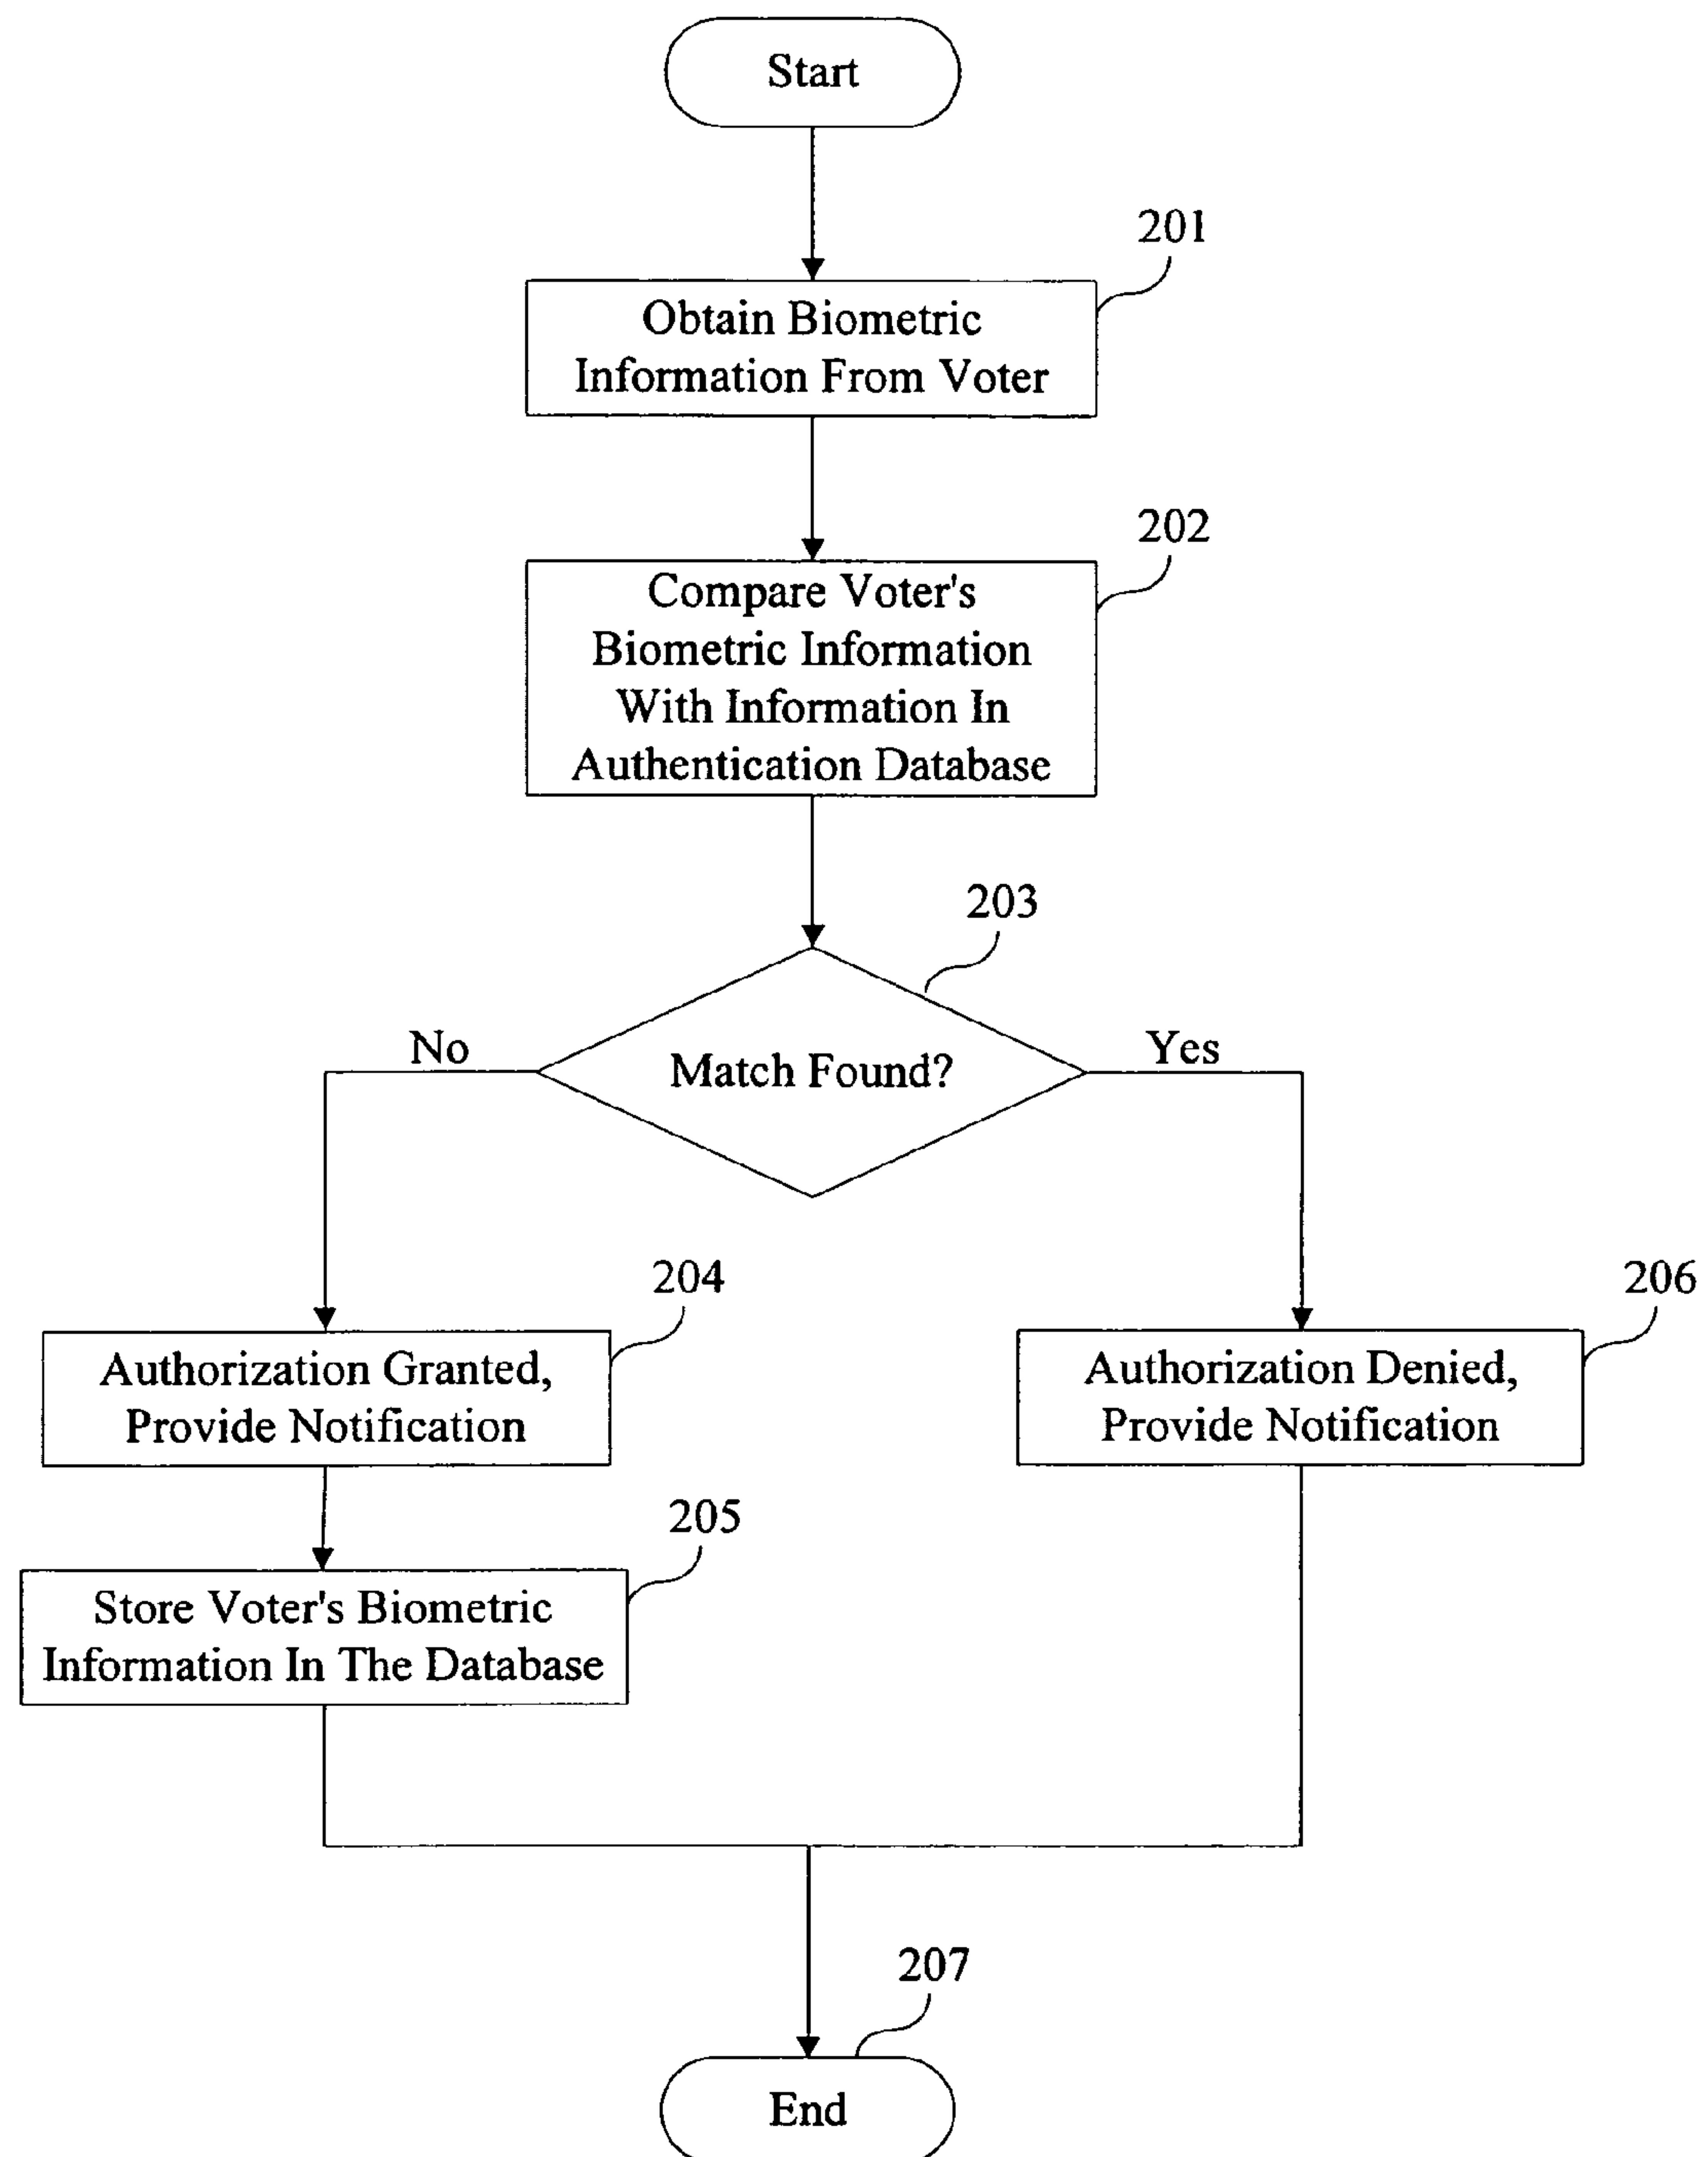 Start
201
Obtain Biometric
Information From Voter
202
Compare Voter's
Biometric Information
With Information In
Authentication Database
203
No
Match Found?
Yes
204
Authorization Granted,
Provide Notification
206
Authorization Denied,
Provide Notification
205
Store Voter's Biometric
Information In The Database
207
End